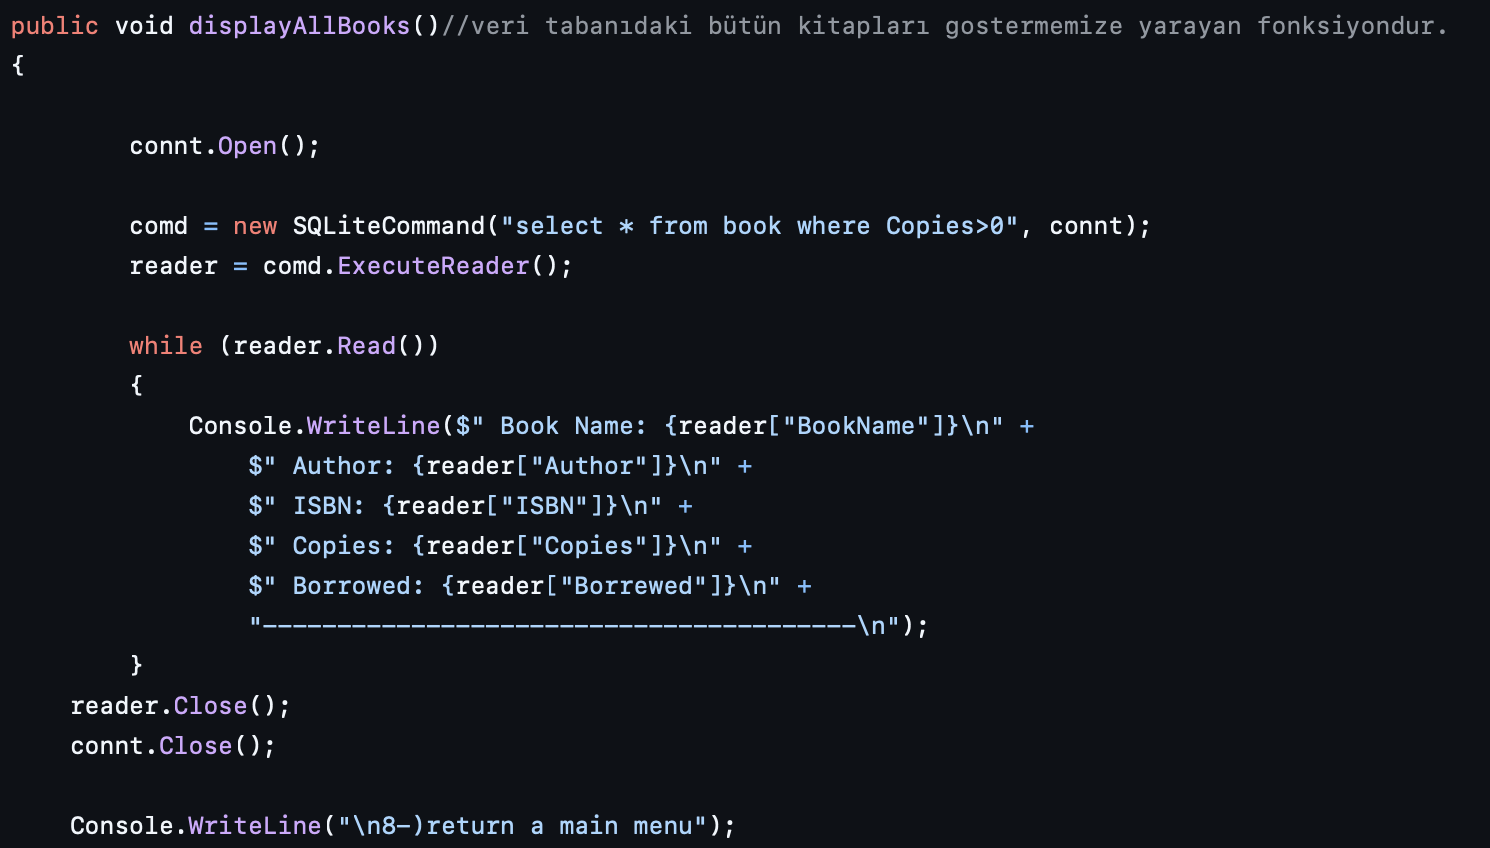 public void displayAllBooks()//veri tabanıdaki bütün kitapları gostermemize yarayan fonksiyondur.
{
connt.Open();
comd = new SQLiteCommand("select * from book where Copies>0", connt);
reader = comd.ExecuteReader();
while (reader.Read())
{
Console.WriteLine($" Book Name: {reader["BookName"]}\n" +
$" Author: {reader["Author"]}\n" +
$" ISBN: {reader["ISBN"]}\n" +
$" Copies: {reader["Copies"]}\n" +
$" Borrowed: {reader["Borrewed"]}\n" +
"----------------------------------------\n");
}
reader.Close();
connt.Close();
Console.WriteLine("\n8-)return a main menu");